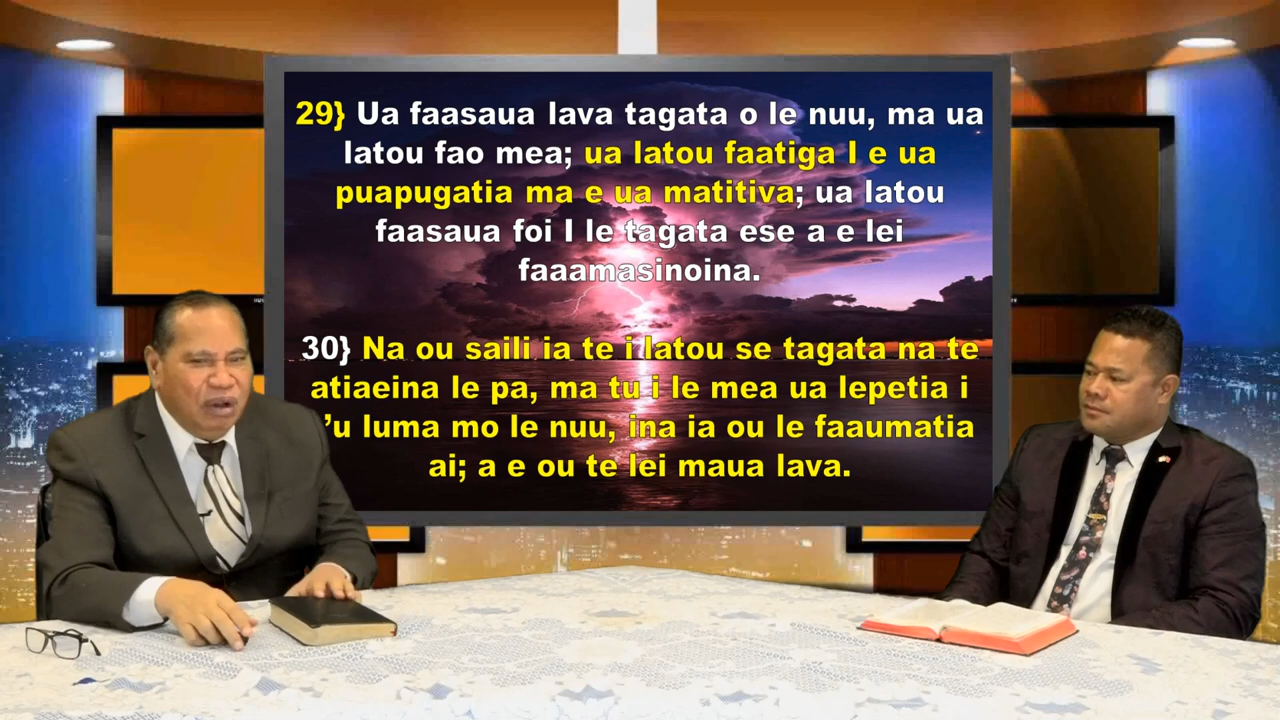 29} Ua faasaua lava tagata o le nuu, ma ua
latou fao mea; ua latou faatiga I e ua
puapugatia ma e ua matitiva; ua latou
faasaua foi I le tagata ese a e lei
faaamasinoina.
30} Na ou saili ia te i latou se tagata na te
atiaeina le pa, ma tu i le mea ua lepetia i
’u luma mo le nuu, ina ia ou le faaumatia
ai; a e ou te lei maua lava.